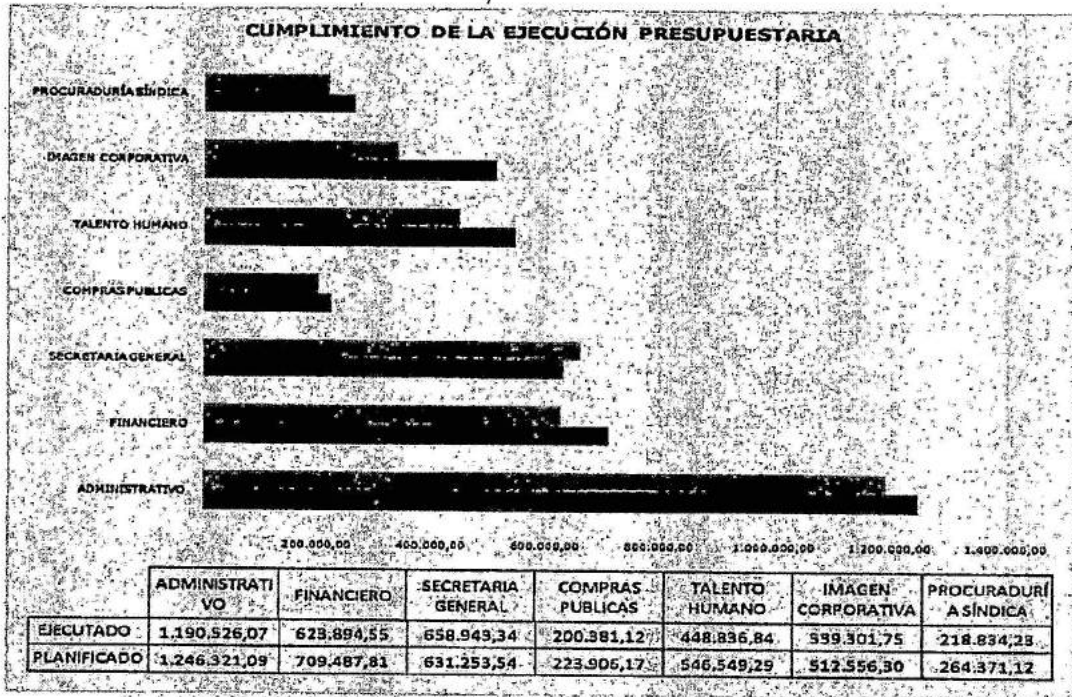 CUMPLIMIENTO DE LA EJECUCIÓN PRESUPUESTARIA
PROCURADURÍA SÍNDICA
IMAGEN CORPORATIVA
TALENTO HUMANO
COMPRAS PUBLICAS
SECRETARÍA GENERAL
FINANCIERO
ADMINISTRATIVO
200.000,00 400.000,00 600.000,00 800.000,00 1.000.000,00 1.200.000,00 1.400.000,00
ADMINISTRATI
VO FINANCIERO SECRETARIA
GENERAL COMPRAS
PUBLICAS TALENTO
HUMANO IMAGEN
CORPORATIVA PROCURADURÍ
A SÍNDICA
EJECUTADO 1.190.526,07 623.894,55 658.943,34 200.381,12 448.836,84 339.301,75 218.834,23
PLANIFICADO 1.246.321,09 709.487,81 631.253,54 223.906,17 546.549,29 512.556,30 264.371,12